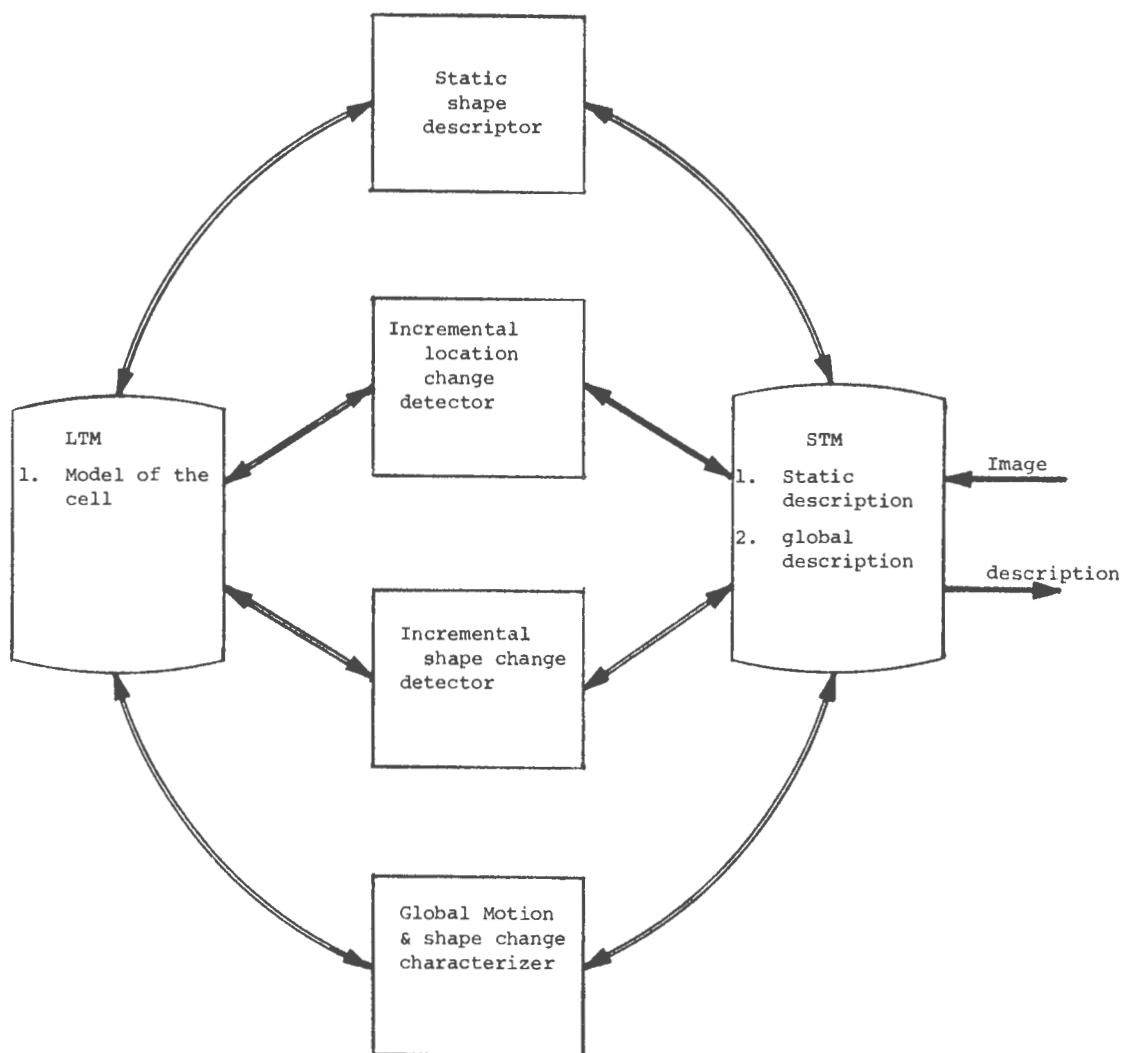 Static
shape
descriptor
Incremental
location
change
detector
LTM
1. Model of the
cell
STM
1. Static
description
2. global
description
Image
description
Incremental
shape change
detector
Global Motion
& shape change
characterizer